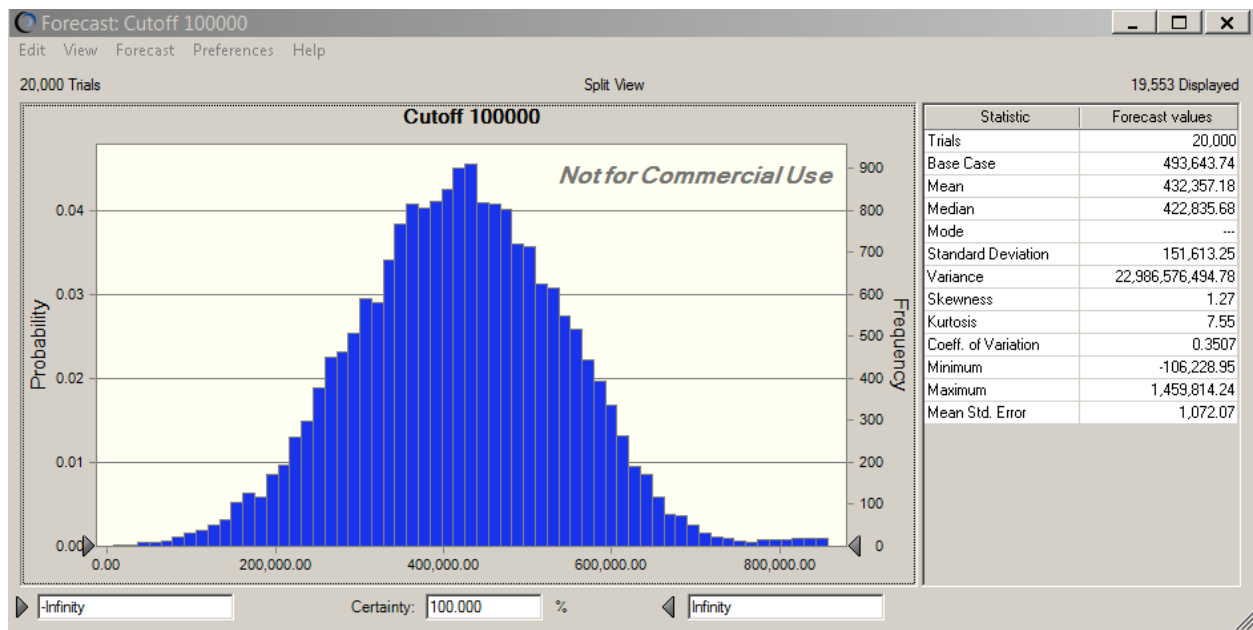 Forecast: Cutoff 100000
Edit View Forecast Preferences Help
20,000 Trials Split View 19,553 Displayed
Cutoff 100000
Not for Commercial Use
Probability
0.04
0.03
0.02
0.01
0.00
900
800
700
600
500
400
300
200
100
0
Frequency
0.00 200,000.00 400,000.00 600,000.00 800,000.00
Statistic Forecast values
Trials 20,000
Base Case 493,643.74
Mean 432,357.18
Median 422,835.68
Mode ---
Standard Deviation 151,613.25
Variance 22,986,576,494.78
Skewness 1.27
Kurtosis 7.55
Coeff. of Variation 0.3507
Minimum -106,228.95
Maximum 1,459,814.24
Mean Std. Error 1,072.07
-Infinity Certainty: 100.000 % Infinity